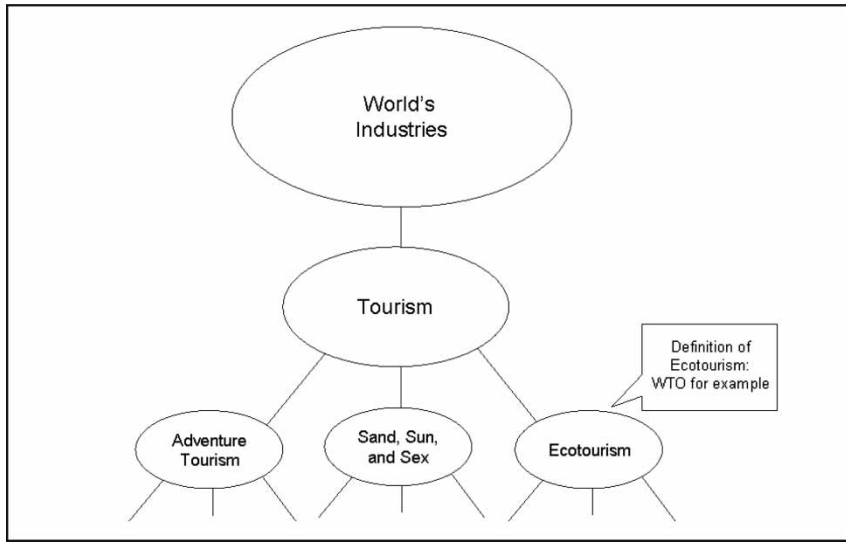 World's
Industries
Tourism
Definition of
Ecotourism:
WTO for example
Adventure
Tourism
Sand, Sun,
and Sex
Ecotourism